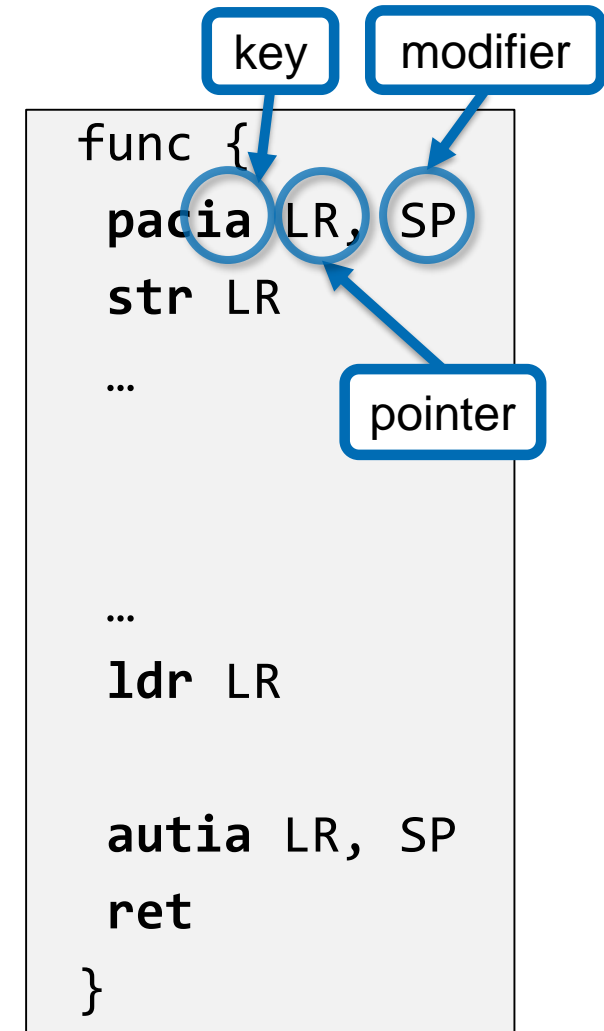 key
modifier
func {
pacia LR, SP
str LR
…
pointer
…
ldr LR
autia LR, SP
ret
}